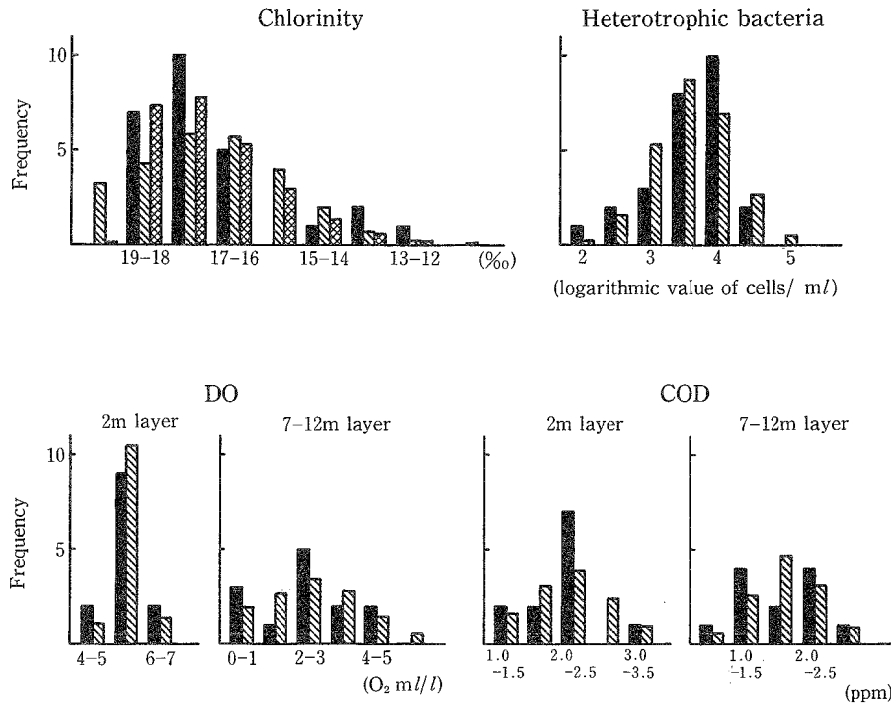 Chlorinity
Heterotrophic bacteria
10
5
Frequency
19–18 17–16 15–14 13–12 (‰)
2 3 4 5
(logarithmic value of cells/ ml)
DO
COD
2m layer
7–12m layer
2m layer
7–12m layer
10
5
Frequency
4–5 6–7
0–1 2–3 4–5
(O₂ ml/l)
1.0 2.0 3.0
–1.5 –2.5 –3.5
1.0 2.0
–1.5 –2.5
(ppm)